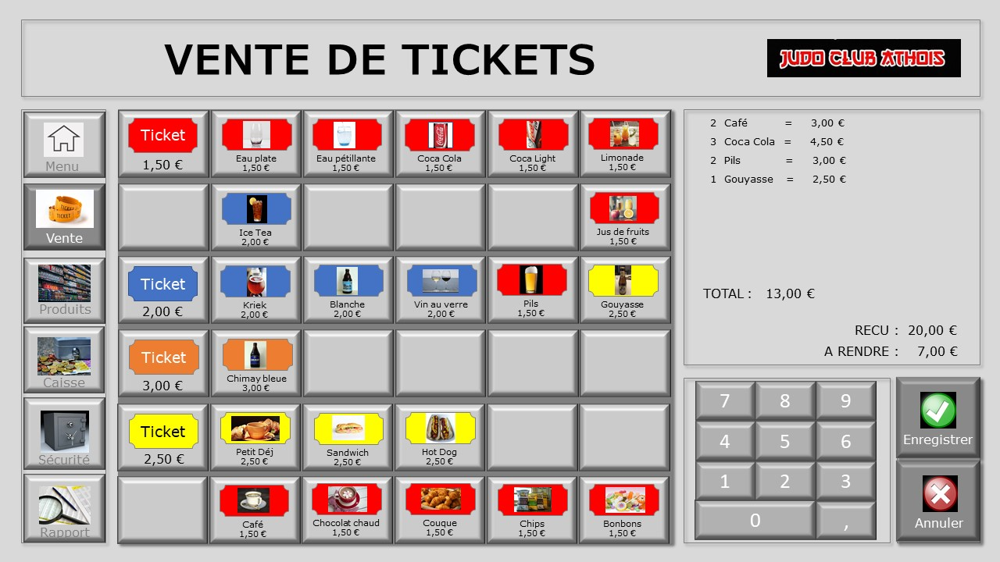 VENTE DE TICKETS
JUDO CLUB ATHOIS
Menu
Vente
Produits
Caisse
Sécurité
Rapport
Ticket
1,50 €
Eau plate
1,50 €
Eau pétillante
1,50 €
Coca Cola
1,50 €
Coca Light
1,50 €
Limonade
1,50 €
Ice Tea
2,00 €
Jus de fruits
1,50 €
Ticket
2,00 €
Kriek
2,00 €
Blanche
2,00 €
Vin au verre
2,00 €
Pils
1,50 €
Gouyasse
2,50 €
Ticket
3,00 €
Chimay bleue
3,00 €
Ticket
2,50 €
Petit Déj
2,50 €
Sandwich
2,50 €
Hot Dog
2,50 €
Café
1,50 €
Chocolat chaud
1,50 €
Couque
1,50 €
Chips
1,50 €
Bonbons
1,50 €
2 Café = 3,00 €
3 Coca Cola = 4,50 €
2 Pils = 3,00 €
1 Gouyasse = 2,50 €
TOTAL : 13,00 €
RECU : 20,00 €
A RENDRE : 7,00 €
7 8 9
4 5 6
1 2 3
0 ,
Enregistrer
Annuler